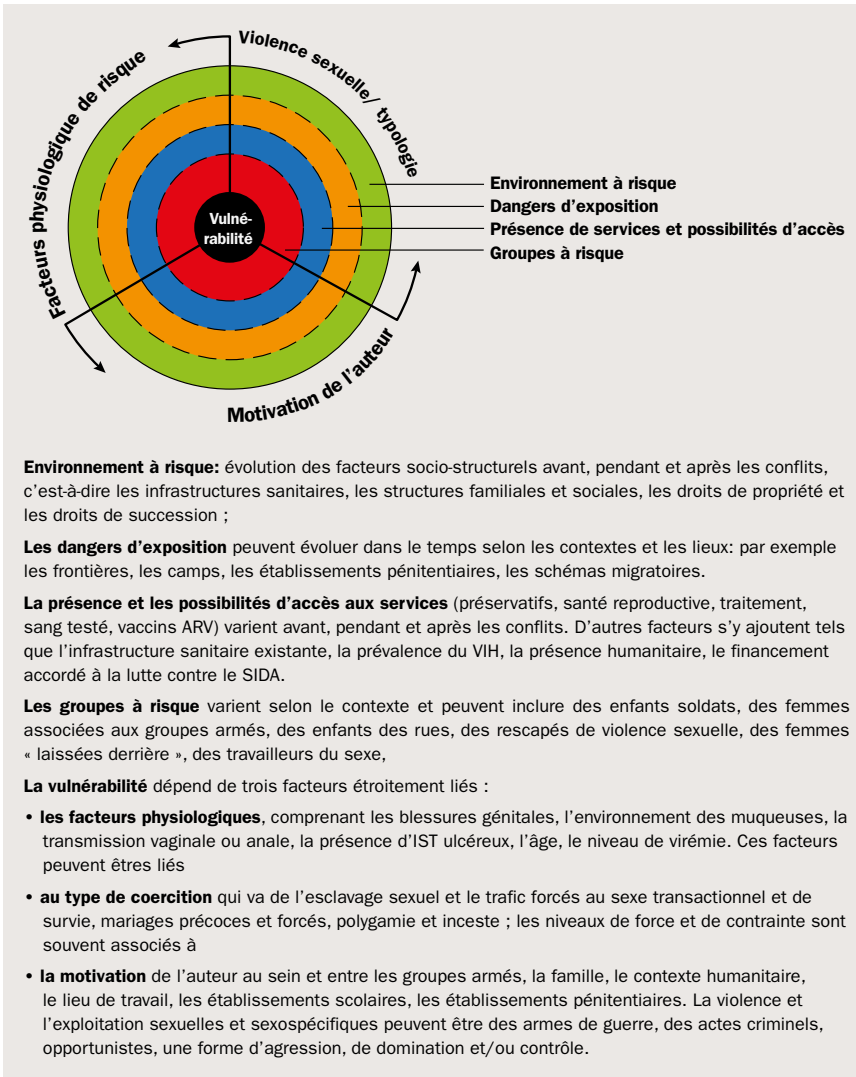 Facteurs physiologique de risque
Violence sexuelle/ typologie
Motivation de l'auteur
Vulné-
rabilité
Environnement à risque
Dangers d'exposition
Présence de services et possibilités d'accès
Groupes à risque
Environnement à risque: évolution des facteurs socio-structurels avant, pendant et après les conflits,
c'est-à-dire les infrastructures sanitaires, les structures familiales et sociales, les droits de propriété et
les droits de succession ;
Les dangers d'exposition peuvent évoluer dans le temps selon les contextes et les lieux: par exemple
les frontières, les camps, les établissements pénitentiaires, les schémas migratoires.
La présence et les possibilités d'accès aux services (préservatifs, santé reproductive, traitement,
sang testé, vaccins ARV) varient avant, pendant et après les conflits. D'autres facteurs s'y ajoutent tels
que l'infrastructure sanitaire existante, la prévalence du VIH, la présence humanitaire, le financement
accordé à la lutte contre le SIDA.
Les groupes à risque varient selon le contexte et peuvent inclure des enfants soldats, des femmes
associées aux groupes armés, des enfants des rues, des rescapés de violence sexuelle, des femmes
« laissées derrière », des travailleurs du sexe,
La vulnérabilité dépend de trois facteurs étroitement liés :
• les facteurs physiologiques, comprenant les blessures génitales, l'environnement des muqueuses, la
transmission vaginale ou anale, la présence d'IST ulcéreux, l'âge, le niveau de virémie. Ces facteurs
peuvent êtres liés
• au type de coercition qui va de l'esclavage sexuel et le trafic forcés au sexe transactionnel et de
survie, mariages précoces et forcés, polygamie et inceste ; les niveaux de force et de contrainte sont
souvent associés à
• la motivation de l'auteur au sein et entre les groupes armés, la famille, le contexte humanitaire,
le lieu de travail, les établissements scolaires, les établissements pénitentiaires. La violence et
l'exploitation sexuelles et sexospécifiques peuvent être des armes de guerre, des actes criminels,
opportunistes, une forme d'agression, de domination et/ou contrôle.